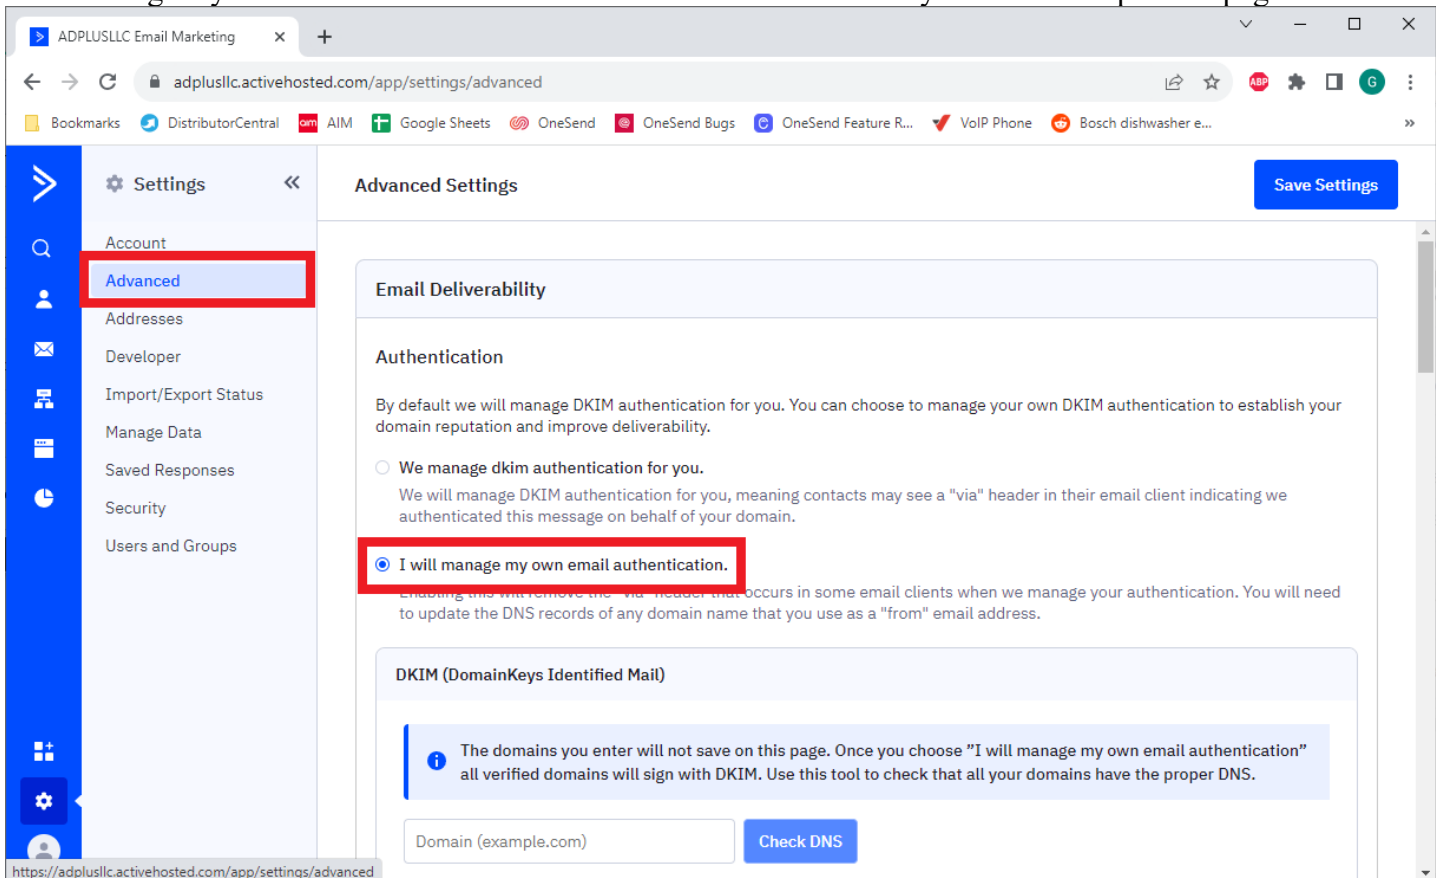 ADPLUSLLC Email Marketing
adplusllc.activehosted.com/app/settings/advanced
ABP
G
Bookmarks DistributorCentral aim AIM Google Sheets OneSend OneSend Bugs OneSend Feature R... VoIP Phone Bosch dishwasher e... »
Settings
Advanced Settings
Save Settings
Account
Advanced
Addresses
Developer
Import/Export Status
Manage Data
Saved Responses
Security
Users and Groups
Email Deliverability
Authentication
By default we will manage DKIM authentication for you. You can choose to manage your own DKIM authentication to establish your
domain reputation and improve deliverability.
We manage dkim authentication for you.
We will manage DKIM authentication for you, meaning contacts may see a "via" header in their email client indicating we
authenticated this message on behalf of your domain.
I will manage my own email authentication.
Enabling this will remove the "via" header that occurs in some email clients when we manage your authentication. You will need
to update the DNS records of any domain name that you use as a "from" email address.
DKIM (DomainKeys Identified Mail)
The domains you enter will not save on this page. Once you choose ”I will manage my own email authentication”
all verified domains will sign with DKIM. Use this tool to check that all your domains have the proper DNS.
Domain (example.com)
Check DNS
https://adplusllc.activehosted.com/app/settings/advanced